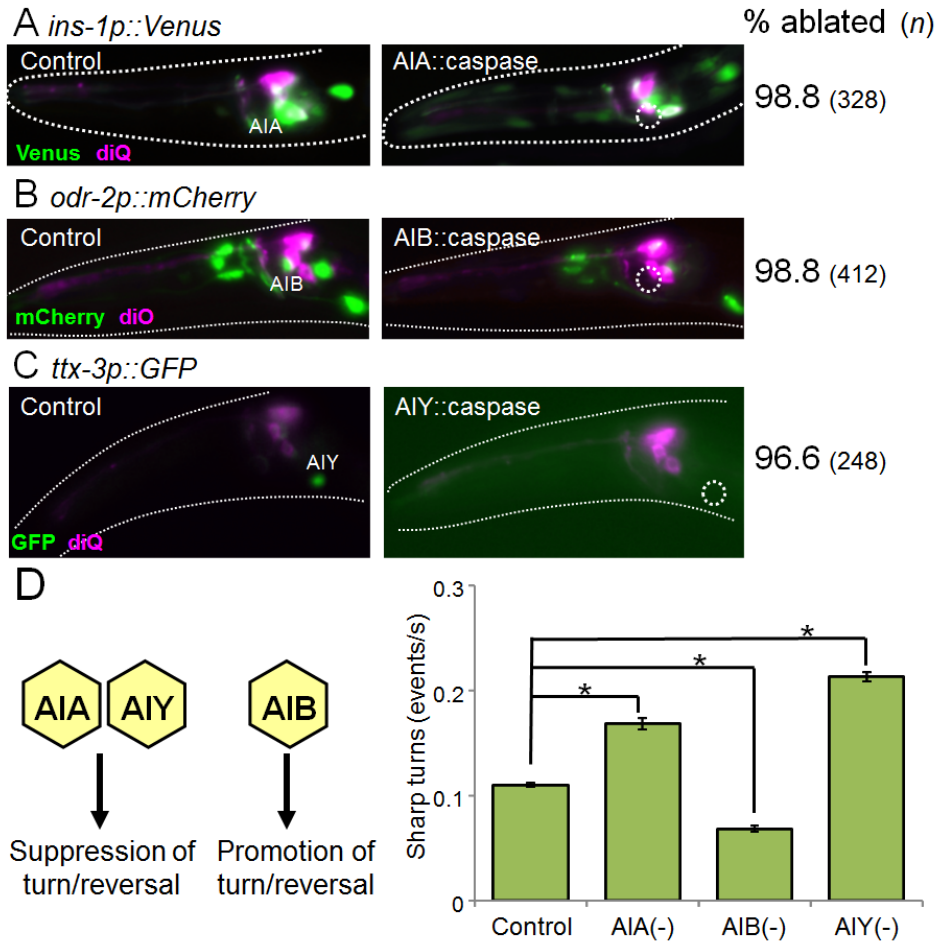 A ins-1p::Venus
% ablated (n)
Control
AIA::caspase
AIA
Venus diQ
98.8 (328)
B odr-2p::mCherry
Control
AIB::caspase
AIB
mCherry diO
98.8 (412)
C ttx-3p::GFP
Control
AIY::caspase
AIY
GFP diQ
96.6 (248)
D
AIA AIY AIB
Suppression of turn/reversal
Promotion of turn/reversal
Sharp turns (events/s)
0.3
0.2
0.1
0
* * *
Control AIA(-) AIB(-) AIY(-)